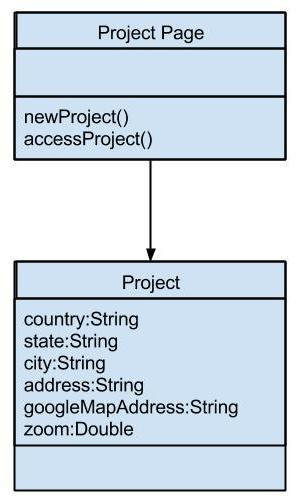 Project Page
newProject()
accessProject()
Project
country:String
state:String
city:String
address:String
googleMapAddress:String
zoom:Double